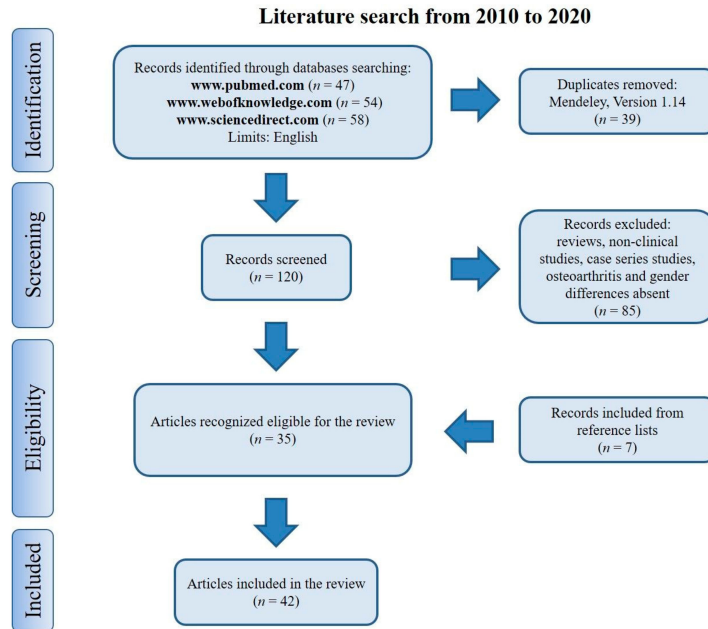 Literature search from 2010 to 2020
Identification
Records identified through databases searching:
www.pubmed.com (n = 47)
www.webofknowledge.com (n = 54)
www.sciencedirect.com (n = 58)
Limits: English
Duplicates removed:
Mendeley, Version 1.14
(n = 39)
Screening
Records screened
(n = 120)
Records excluded:
reviews, non-clinical
studies, case series studies,
osteoarthritis and gender
differences absent
(n = 85)
Eligibility
Articles recognized eligible for the review
(n = 35)
Records included from
reference lists
(n = 7)
Included
Articles included in the review
(n = 42)